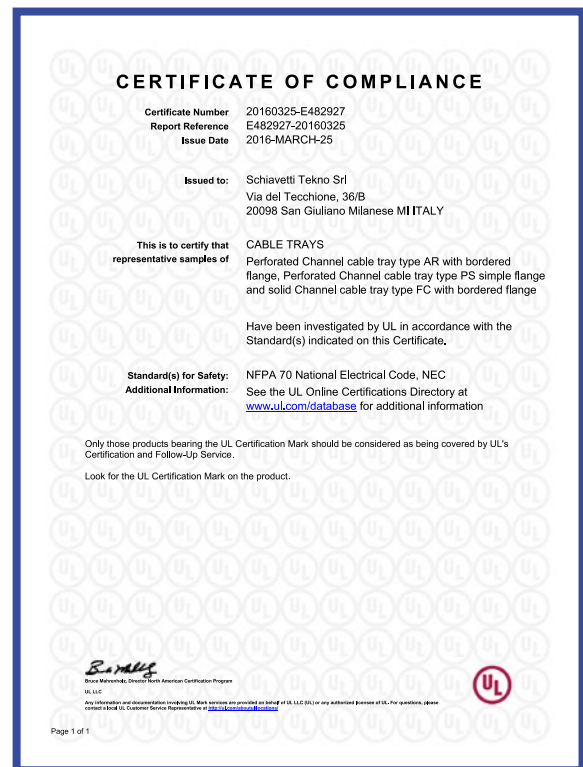 CERTIFICATE OF COMPLIANCE
Certificate Number 20160325-E482927
Report Reference E482927-20160325
Issue Date 2016-MARCH-25
Issued to: Schiavetti Tekno Srl
Via del Tecchione, 36/B
20098 San Giuliano Milanese MI ITALY
This is to certify that CABLE TRAYS
representative samples of Perforated Channel cable tray type AR with bordered
flange, Perforated Channel cable tray type PS simple flange
and solid Channel cable tray type FC with bordered flange
Have been investigated by UL in accordance with the
Standard(s) indicated on this Certificate.
Standard(s) for Safety: NFPA 70 National Electrical Code, NEC
Additional Information: See the UL Online Certifications Directory at
www.ul.com/database for additional information
Only those products bearing the UL Certification Mark should be considered as being covered by UL's
Certification and Follow-Up Service.
Look for the UL Certification Mark on the product.
Bruce Mahrenholz, Director North American Certification Program
UL LLC
Any information and documentation involving UL Mark services are provided on behalf of UL LLC (UL) or any authorized licensee of UL. For questions, please
contact a local UL Customer Service Representative at http://ul.com/aboutul/locations/
UL
Page 1 of 1